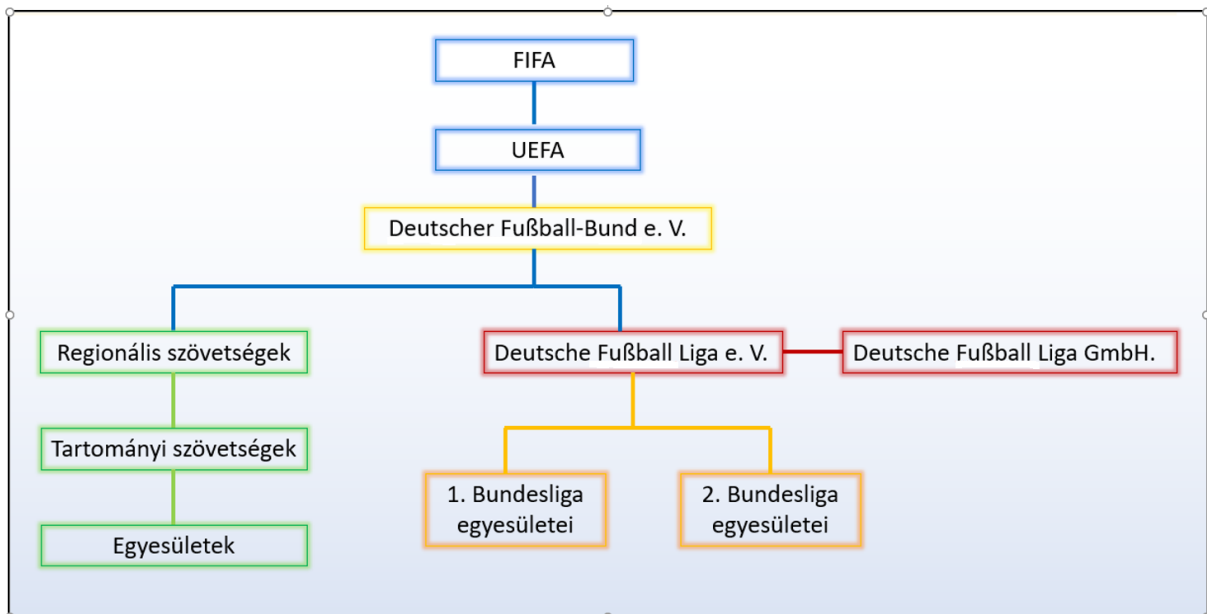 FIFA
UEFA
Deutscher Fußball-Bund e. V.
Regionális szövetségek
Deutsche Fußball Liga e. V.
Deutsche Fußball Liga GmbH.
Tartományi szövetségek
1. Bundesliga
egyesületei
2. Bundesliga
egyesületei
Egyesületek